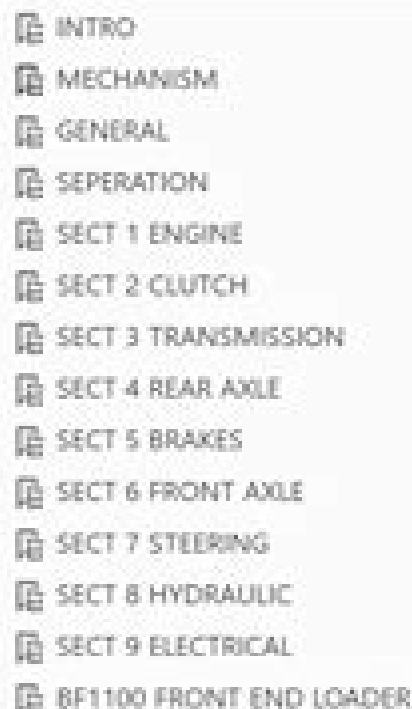 INTRO
MECHANISM
GENERAL
SEPERATION
SECT 1 ENGINE
SECT 2 CLUTCH
SECT 3 TRANSMISSION
SECT 4 REAR AXLE
SECT 5 BRAKES
SECT 6 FRONT AXLE
SECT 7 STEERING
SECT 8 HYDRAULIC
SECT 9 ELECTRICAL
BF1100 FRONT END LOADER